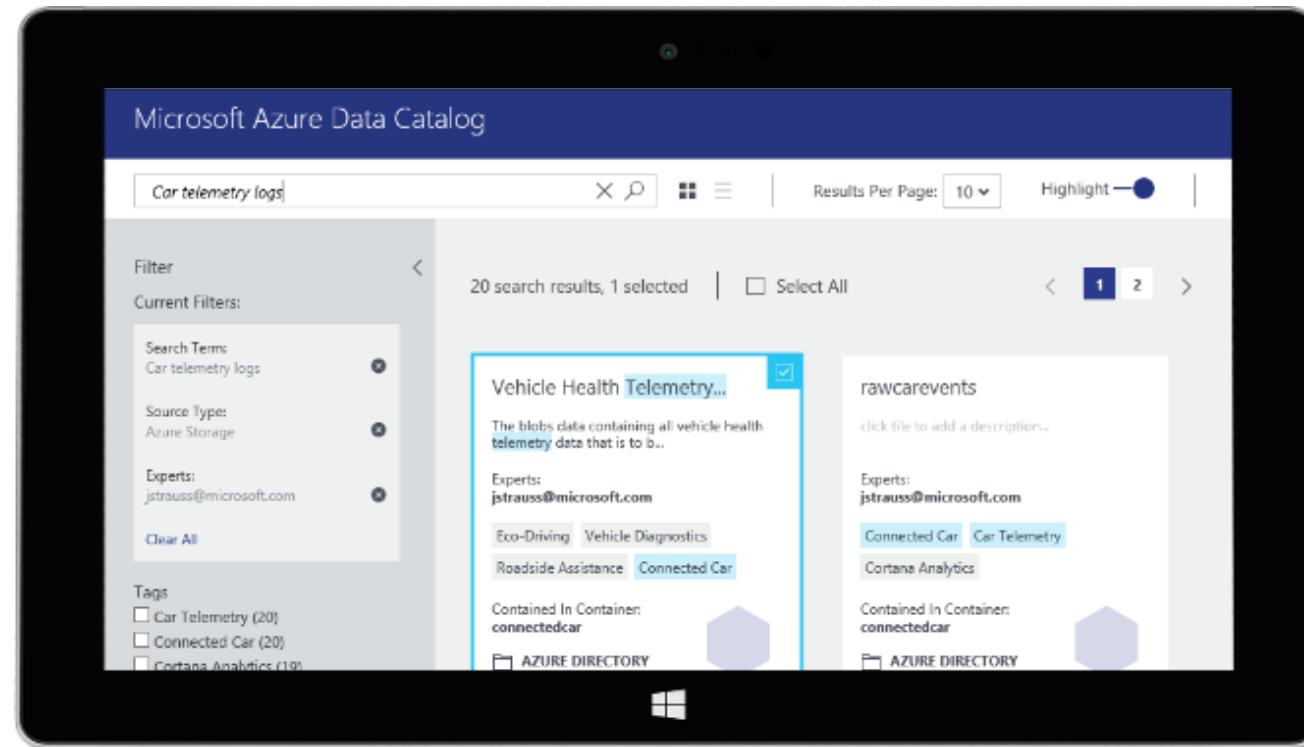 Microsoft Azure Data Catalog
Car telemetry logs
Results Per Page: 10
Highlight
Filter
Current Filters:
Search Term:
Car telemetry logs
Source Type:
Azure Storage
Experts:
jstrauss@microsoft.com
Clear All
Tags
Car Telemetry (20)
Connected Car (20)
Cortana Analytics (19)
20 search results, 1 selected
Select All
1 2
Vehicle Health Telemetry...
The blobs data containing all vehicle health
telemetry data that is to b...
Experts:
jstrauss@microsoft.com
Eco-Driving Vehicle Diagnostics
Roadside Assistance Connected Car
Contained In Container:
connectedcar
AZURE DIRECTORY
rawcarevents
click tile to add a description...
Experts:
jstrauss@microsoft.com
Connected Car Car Telemetry
Cortana Analytics
Contained In Container:
connectedcar
AZURE DIRECTORY